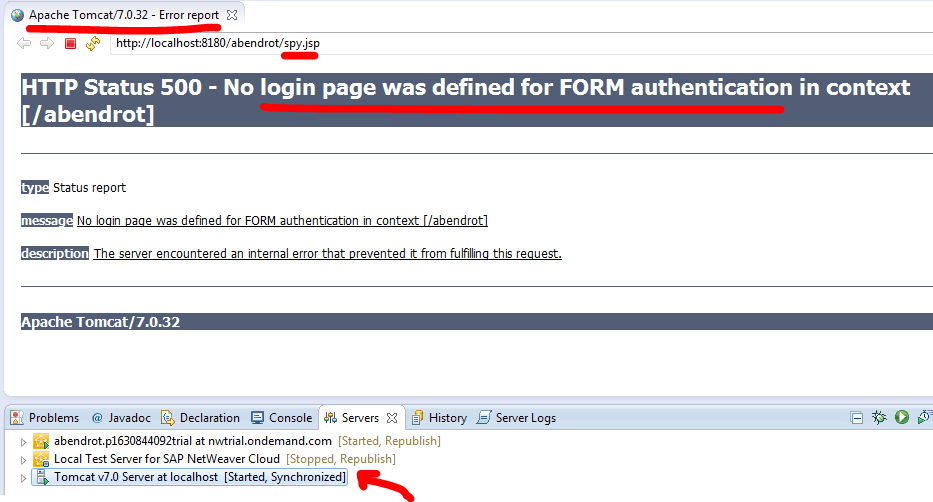 Apache Tomcat/7.0.32 - Error report
http://localhost:8180/abendrot/spy.jsp
HTTP Status 500 - No login page was defined for FORM authentication in context
[/abendrot]
type Status report
message No login page was defined for FORM authentication in context [/abendrot]
description The server encountered an internal error that prevented it from fulfilling this request.
Apache Tomcat/7.0.32
Problems @ Javadoc Declaration Console Servers History Server Logs
abendrot.p1630844092trial at nwtrial.ondemand.com [Started, Republish]
Local Test Server for SAP NetWeaver Cloud [Stopped, Republish]
Tomcat v7.0 Server at localhost [Started, Synchronized]